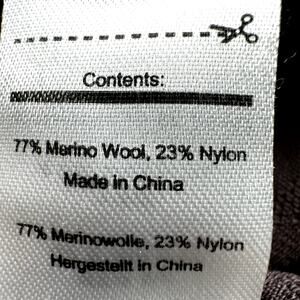 Contents:
77% Merino Wool, 23% Nylon
Made in China
77% Merinowolle, 23% Nylon
Hergestellt in China